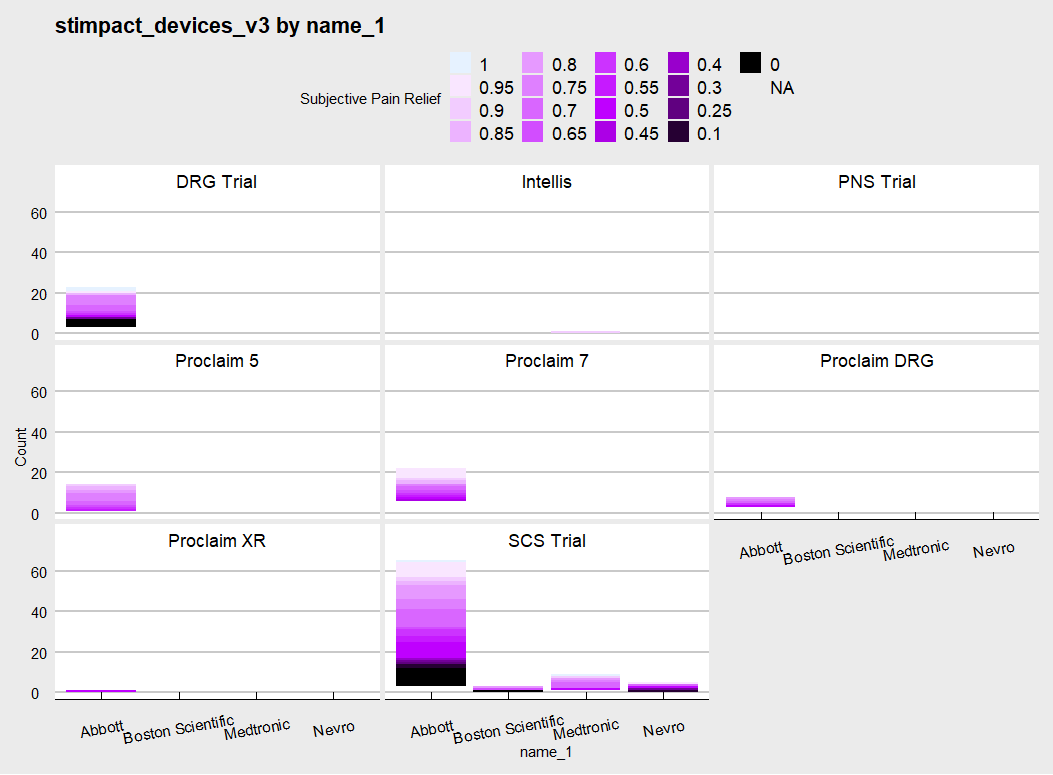 stimpact_devices_v3 by name_1
Subjective Pain Relief
1 0.8 0.6 0.4 0
0.95 0.75 0.55 0.3 NA
0.9 0.7 0.5 0.25
0.85 0.65 0.45 0.1
DRG Trial Intellis PNS Trial
60
40
20
0
Proclaim 5 Proclaim 7 Proclaim DRG
60
40
20
0
Count
Abbott Boston Scientific Medtronic Nevro
Proclaim XR SCS Trial
60
40
20
0
Abbott Boston Scientific Medtronic Nevro Abbott Boston Scientific Medtronic Nevro
name_1